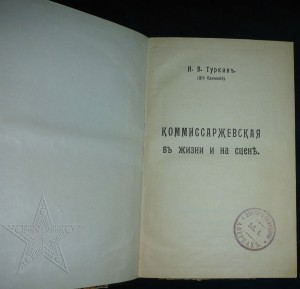 Н. В. Туркинъ.
КОММИССАРЖЕВСКАЯ
въ жизни и на сценѣ.